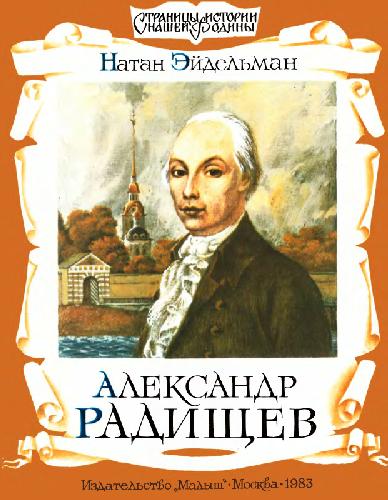 Страницы истории
нашей Родины
Натан Эйдельман
Александр
Радищев
Издательство „Малыш“·Москва·1983